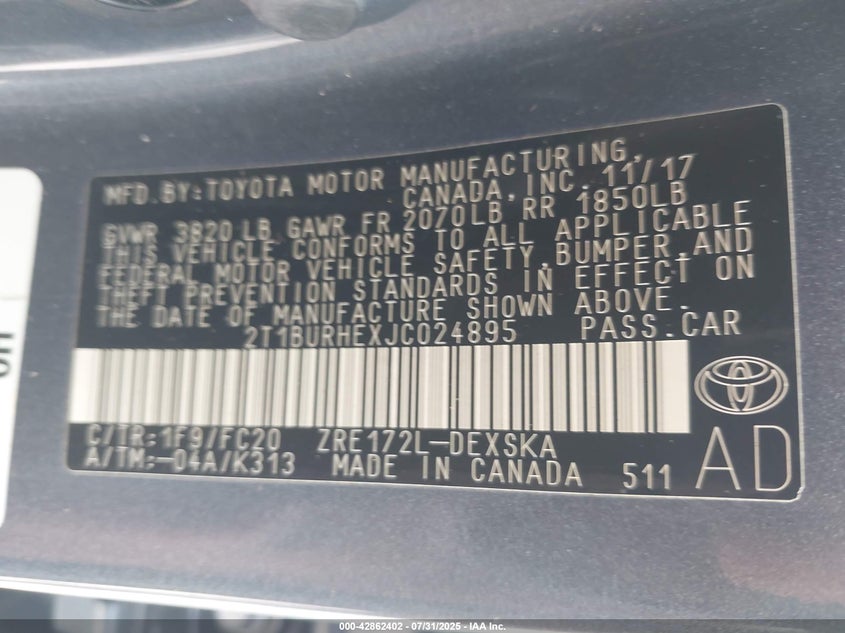 MFD.BY:TOYOTA MOTOR MANUFACTURING,
CANADA,INC. 11/17
GVWR 3820 LB GAWR FR 2070LB RR 1850LB
THIS VEHICLE CONFORMS TO ALL APPLICABLE
FEDERAL MOTOR VEHICLE SAFETY,BUMPER,AND
THEFT PREVENTION STANDARDS IN EFFECT ON
THE DATE OF MANUFACTURE SHOWN ABOVE.
2T1BURHEXJC024895 PASS.CAR
C/TR:1F9/FC20 ZRE172L-DEXSKA
A/TM:-04A/K313 MADE IN CANADA 511
AD
000-42862402 - 07/31/2025 - IAA Inc.